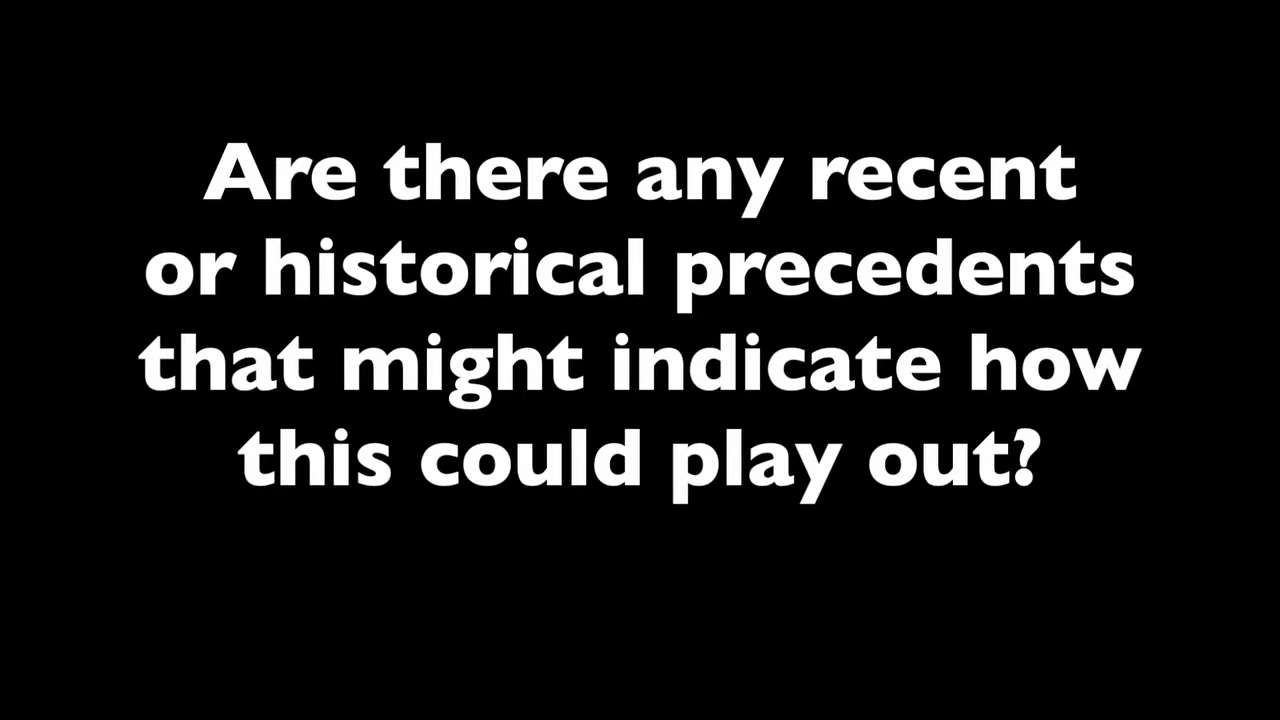 Are there any recent
or historical precedents
that might indicate how
this could play out?